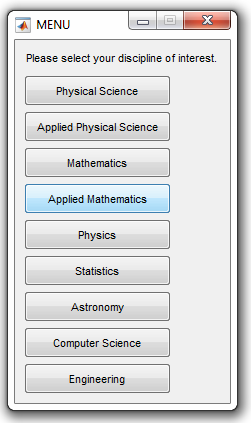 MENU
Please select your discipline of interest.
Physical Science
Applied Physical Science
Mathematics
Applied Mathematics
Physics
Statistics
Astronomy
Computer Science
Engineering